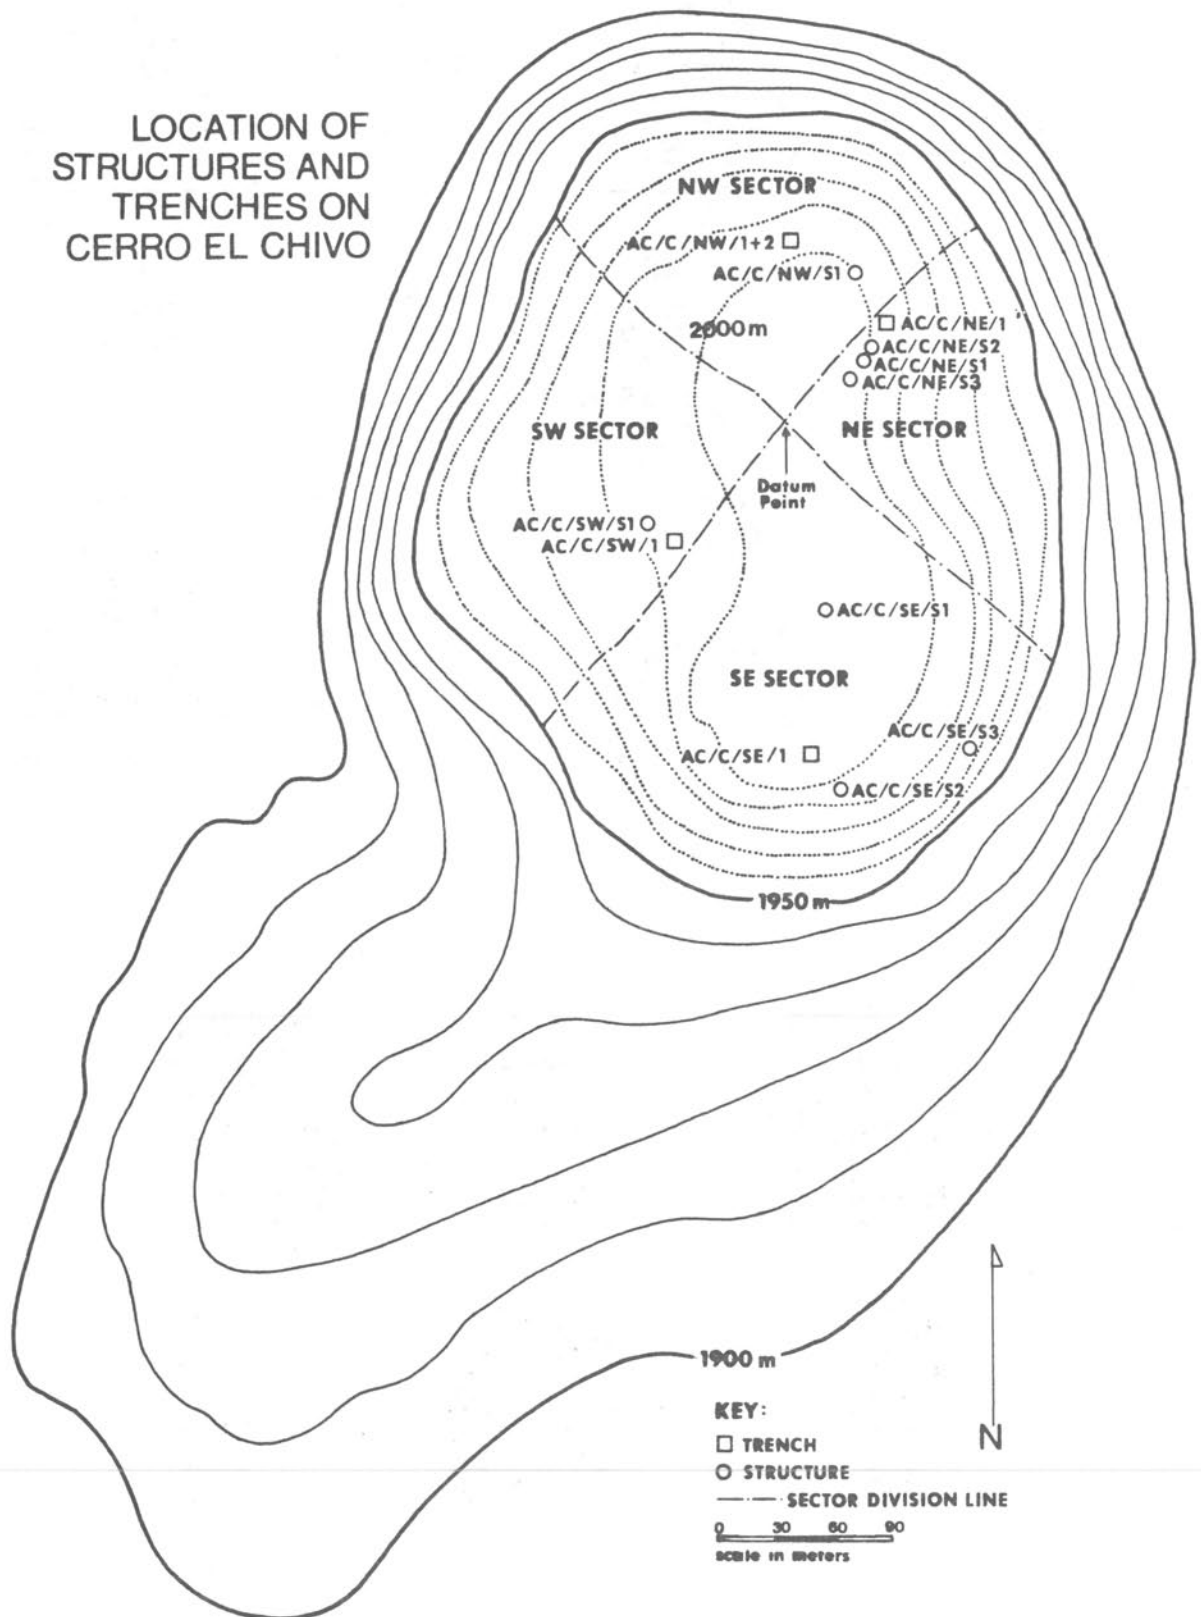 LOCATION OF
STRUCTURES AND
TRENCHES ON
CERRO EL CHIVO
NW SECTOR
AC/C/NW/1+2
AC/C/NW/S1
2000 m
AC/C/NE/1
AC/C/NE/S2
AC/C/NE/S1
AC/C/NE/S3
SW SECTOR
NE SECTOR
Datum
Point
AC/C/SW/S1
AC/C/SW/1
AC/C/SE/S1
SE SECTOR
AC/C/SE/S3
AC/C/SE/1
AC/C/SE/S2
1950 m
1900 m
KEY:
TRENCH
STRUCTURE
SECTOR DIVISION LINE
0 30 60 90
scale in meters
N